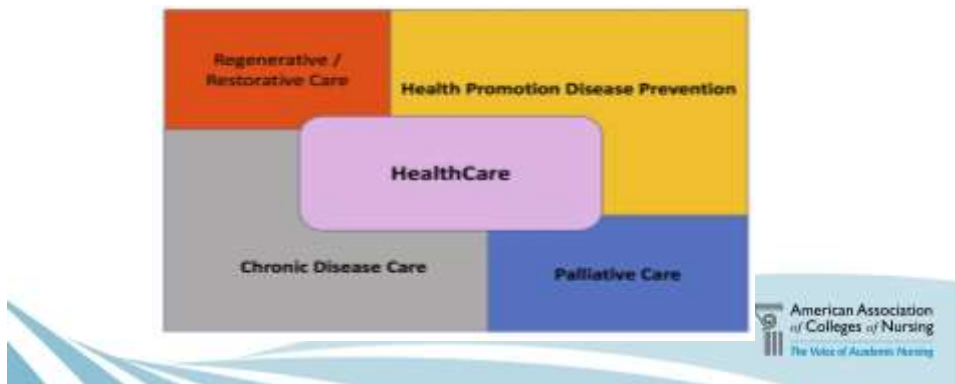 Regenerative /
Restorative Care
Health Promotion Disease Prevention
HealthCare
Chronic Disease Care
Palliative Care
American Association
of Colleges of Nursing
The Voice of Academic Nursing